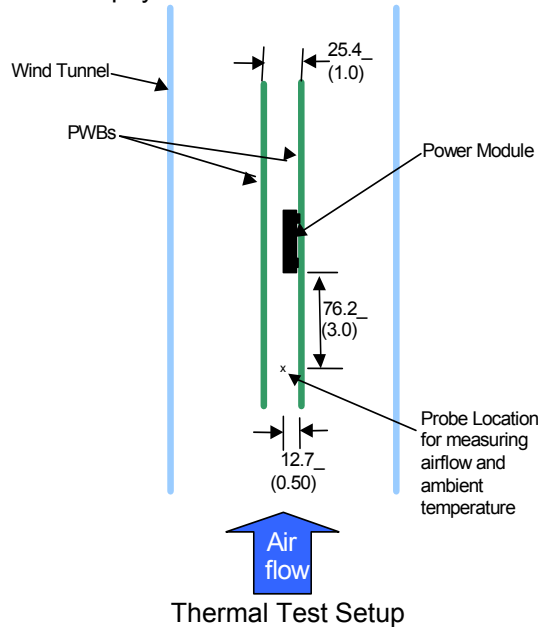 25.4_
(1.0)
Wind Tunnel
PWBs
Power Module
76.2_
(3.0)
x
Probe Location
for measuring
airflow and
ambient
temperature
12.7_
(0.50)
Air
flow
Thermal Test Setup